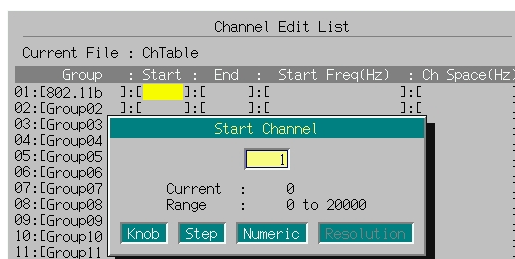 Channel Edit List
Current File : ChTable
Group : Start : End : Start Freq(Hz) : Ch Space(Hz
01:[802.11b ]:[ ]:[ ]:[ ]:[
02:[Group02 ]:[ ]:[ ]:[ ]:[
03:[Group03
04:[Group04
05:[Group05
06:[Group06
07:[Group07
08:[Group08
09:[Group09
10:[Group10
11:[Group11
Start Channel
1
Current : 0
Range : 0 to 20000
Knob Step Numeric Resolution